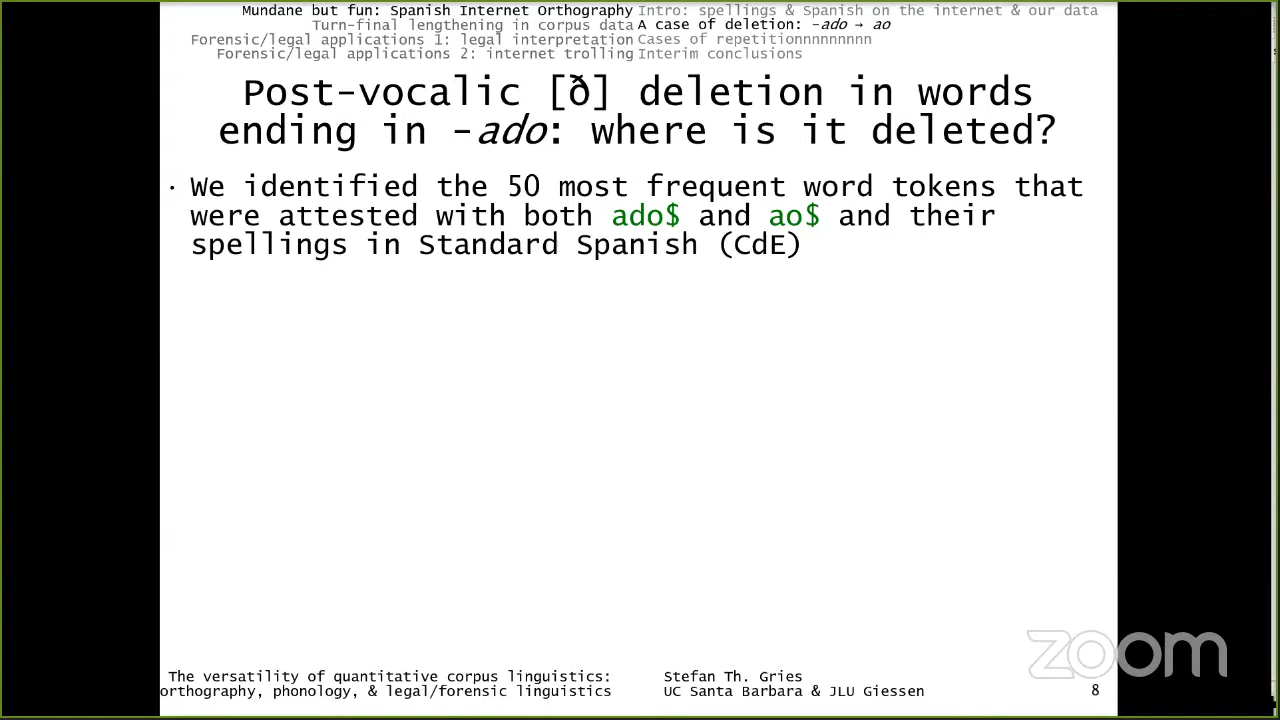 Mundane but fun: Spanish Internet Orthography Intro: spellings & Spanish on the internet & our data
Turn-final lengthening in corpus data A case of deletion: -ado → ao
Forensic/legal applications 1: legal interpretation Cases of repetitionnnnnnnnn
Forensic/legal applications 2: internet trolling Interim conclusions
Post-vocalic [ð] deletion in words
ending in -ado: where is it deleted?
· We identified the 50 most frequent word tokens that
were attested with both ado$ and ao$ and their
spellings in Standard Spanish (CdE)
zoom
The versatility of quantitative corpus linguistics: Stefan Th. Gries
orthography, phonology, & legal/forensic linguistics UC Santa Barbara & JLU Giessen 8